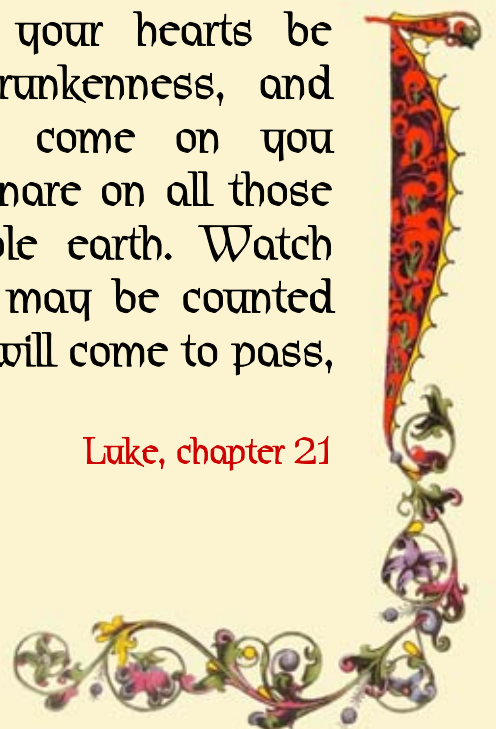 your hearts be
runkenness, and
come on you
nare on all those
ole earth. Watch
may be counted
will come to pass,
Luke, chapter 21